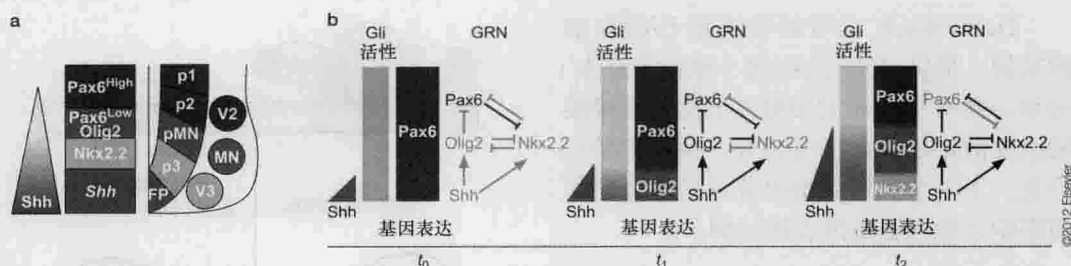 a
Pax6High
Pax6Low
Olig2
Nkx2.2
Shh
Shh
p1
p2
pMN
p3
FP
V2
MN
V3
b
Gli
活性
GRN
Pax6
Pax6
Olig2
Nkx2.2
Shh
Shh
基因表达
t0
Gli
活性
GRN
Pax6
Olig2
Pax6
Olig2
Nkx2.2
Shh
Shh
基因表达
t1
Gli
活性
GRN
Pax6
Olig2
Nkx2.2
Pax6
Olig2
Nkx2.2
Shh
Shh
基因表达
t2
©2012 Elsevier